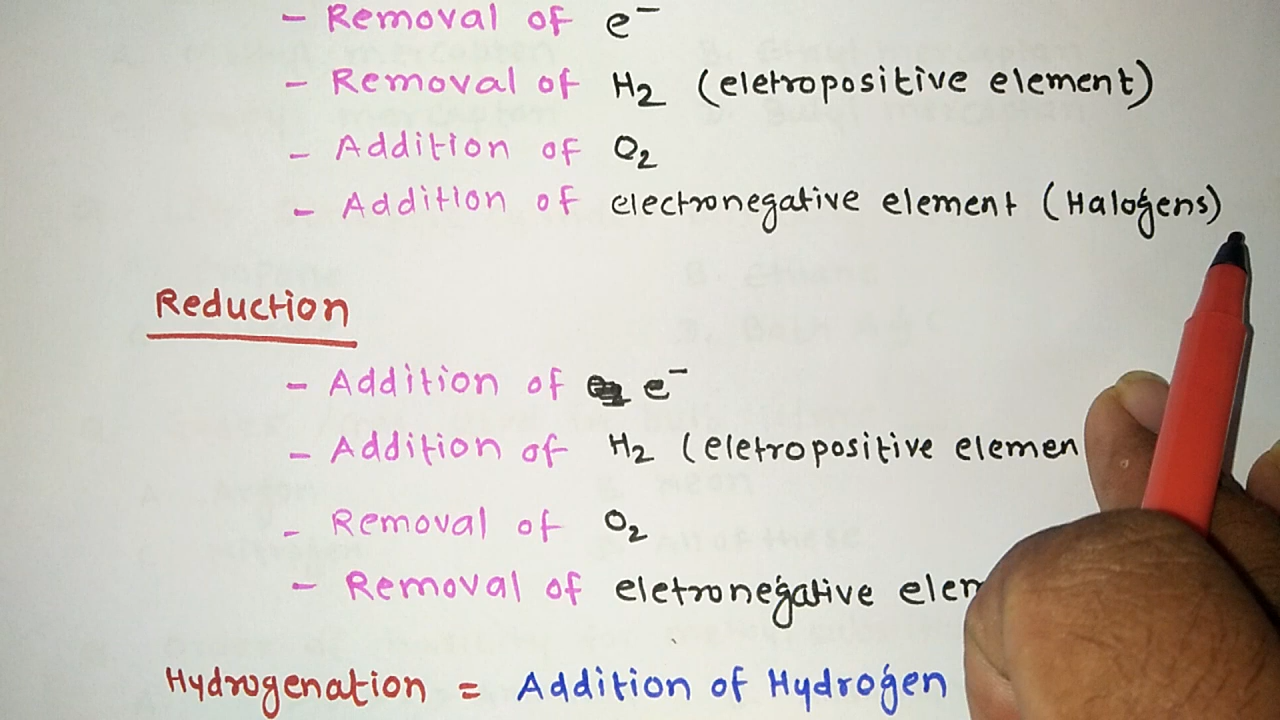 - Removal of e⁻
- Removal of H₂ (eletropositive element)
- Addition of O₂
- Addition of electronegative element (Halogens)
Reduction
- Addition of e⁻
- Addition of H₂ (eletropositive elemen
- Removal of O₂
- Removal of eletronegative elem
Hydrogenation = Addition of Hydrogen